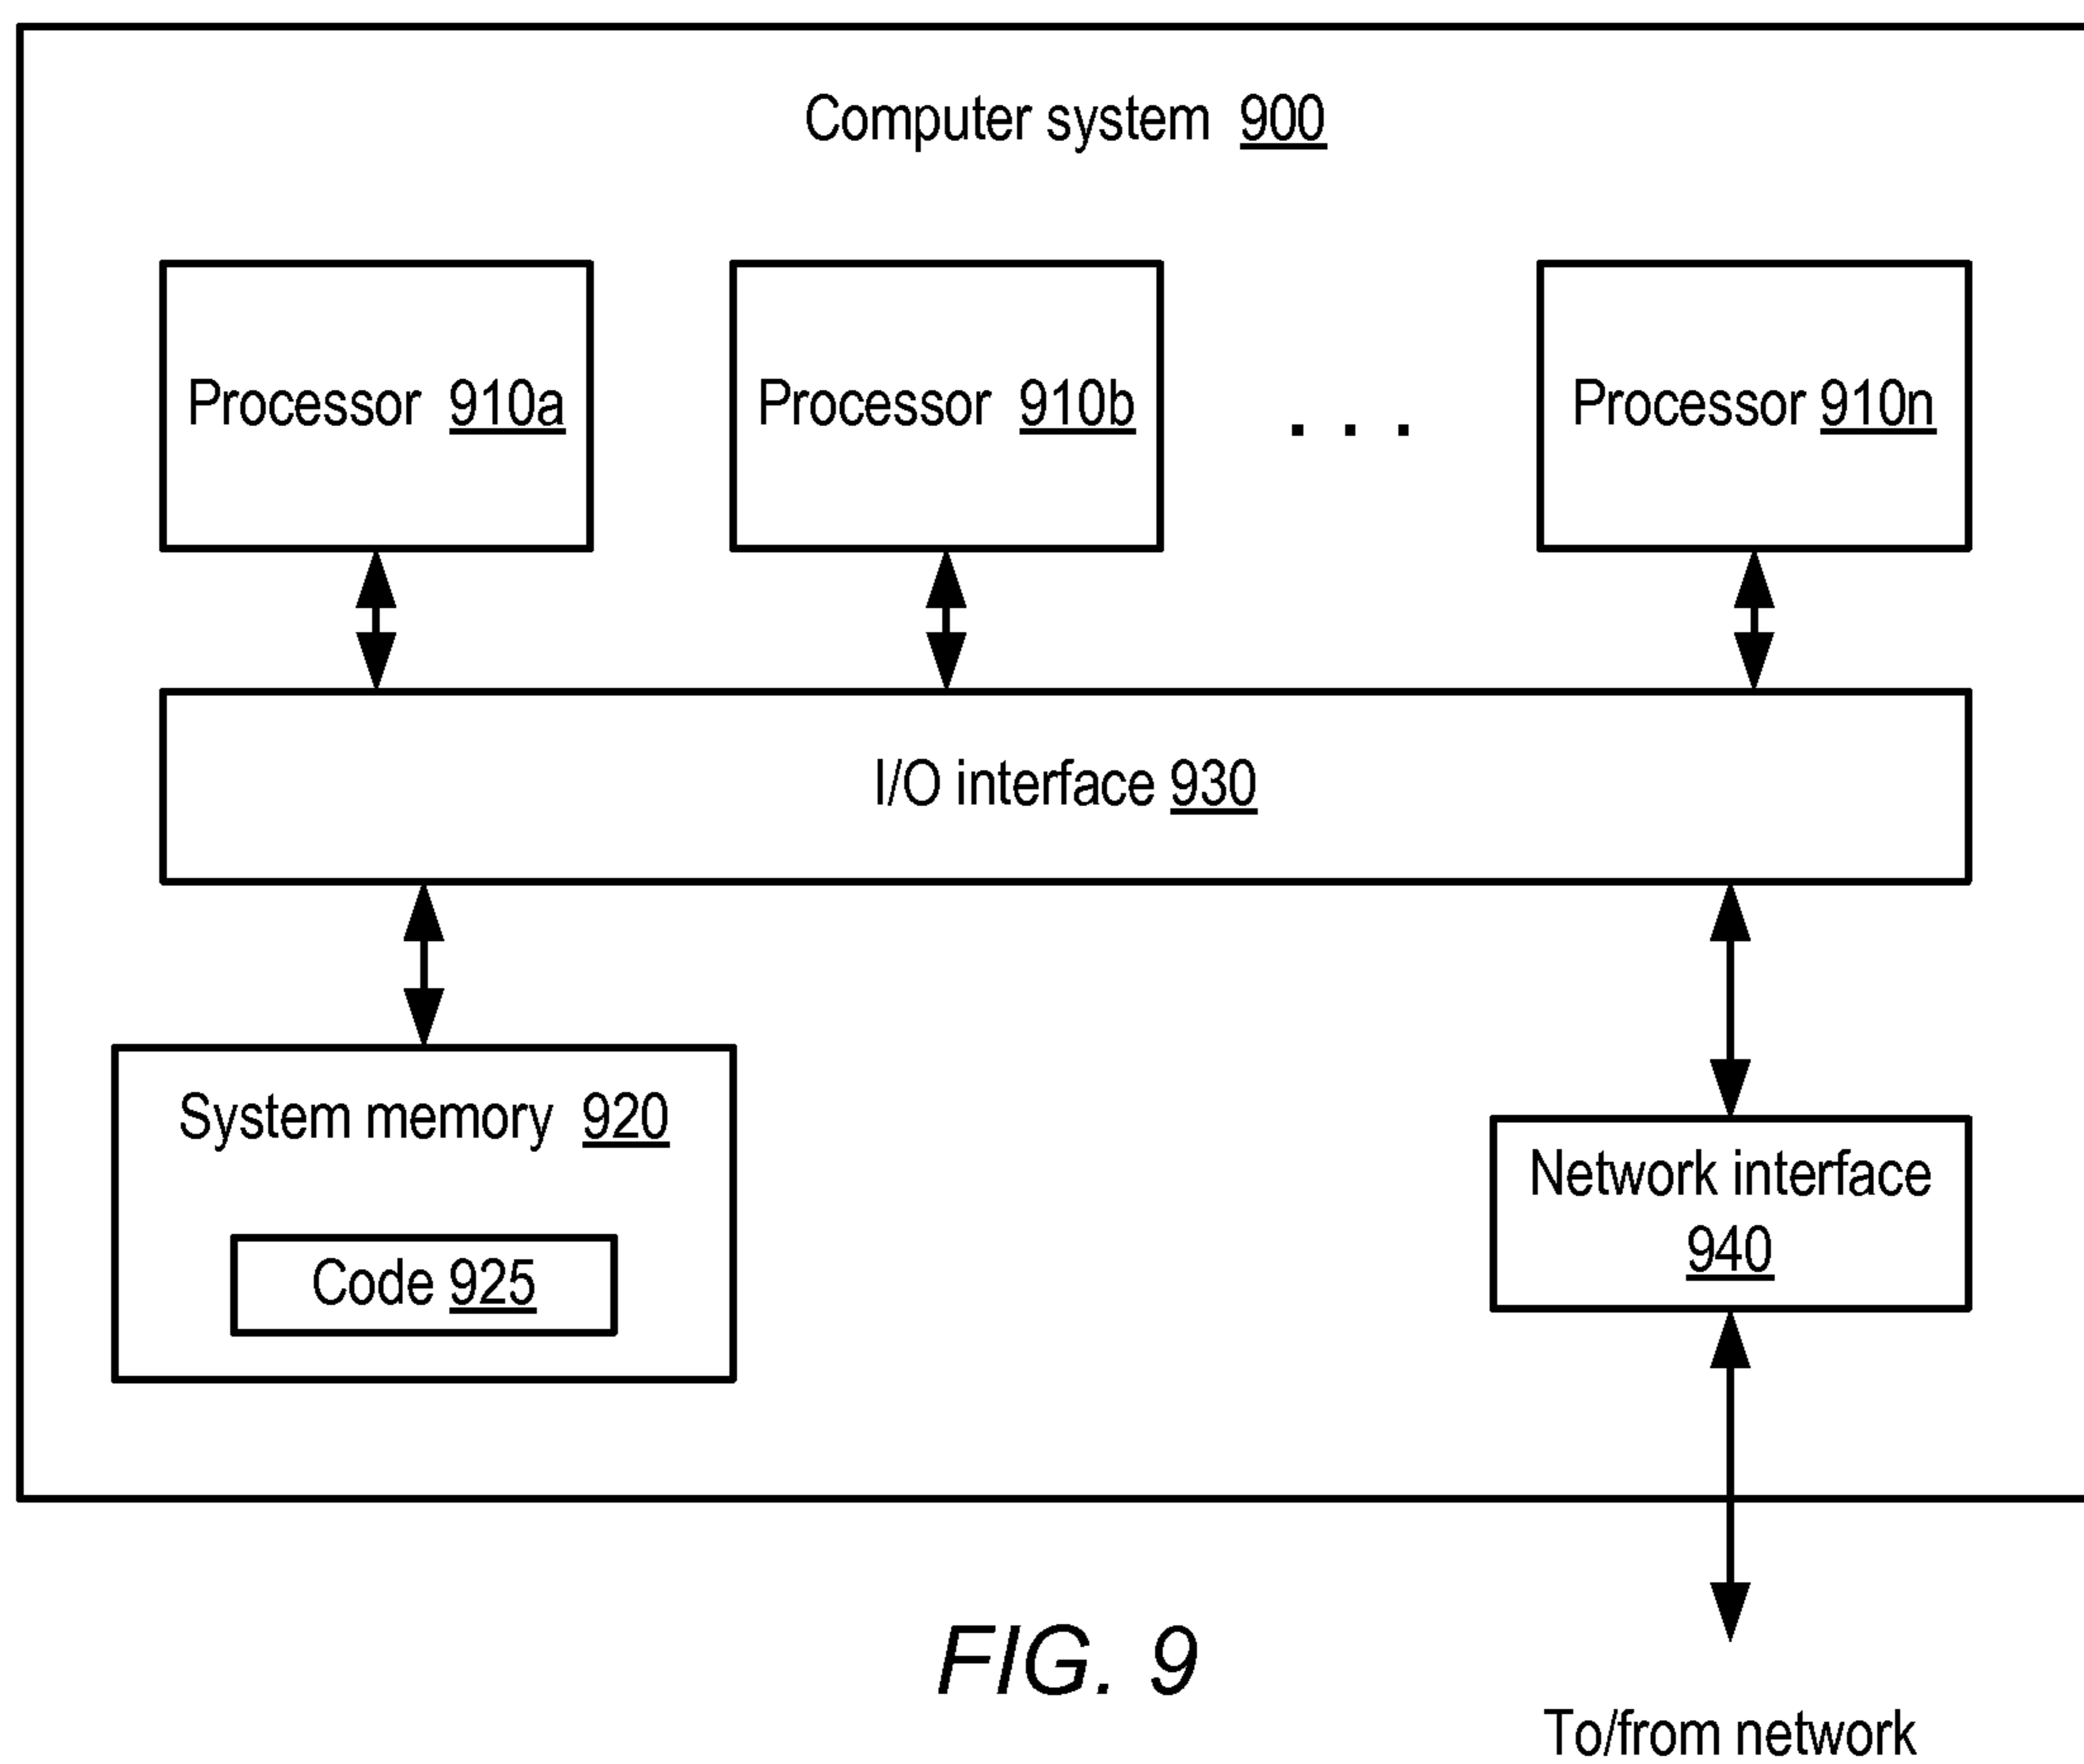 Computer system 900
Processor 910a
Processor 910b
. . .
Processor 910n
I/O interface 930
System memory 920
Code 925
Network interface
940
FIG. 9
To/from network